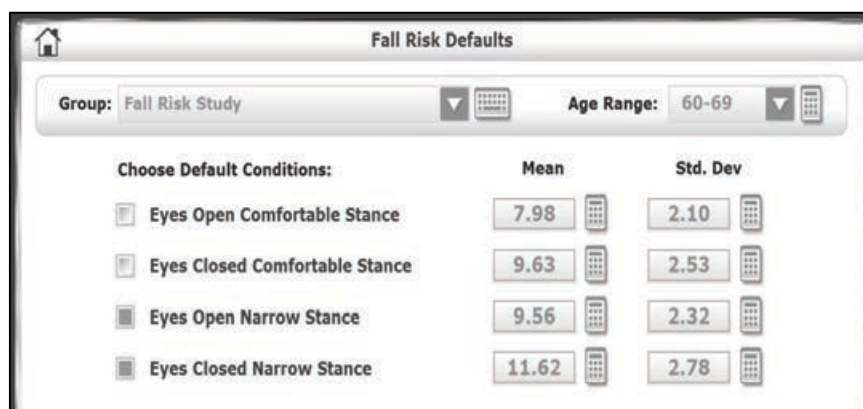 Fall Risk Defaults
Group: Fall Risk Study Age Range: 60-69
Choose Default Conditions: Mean Std. Dev
Eyes Open Comfortable Stance 7.98 2.10
Eyes Closed Comfortable Stance 9.63 2.53
Eyes Open Narrow Stance 9.56 2.32
Eyes Closed Narrow Stance 11.62 2.78